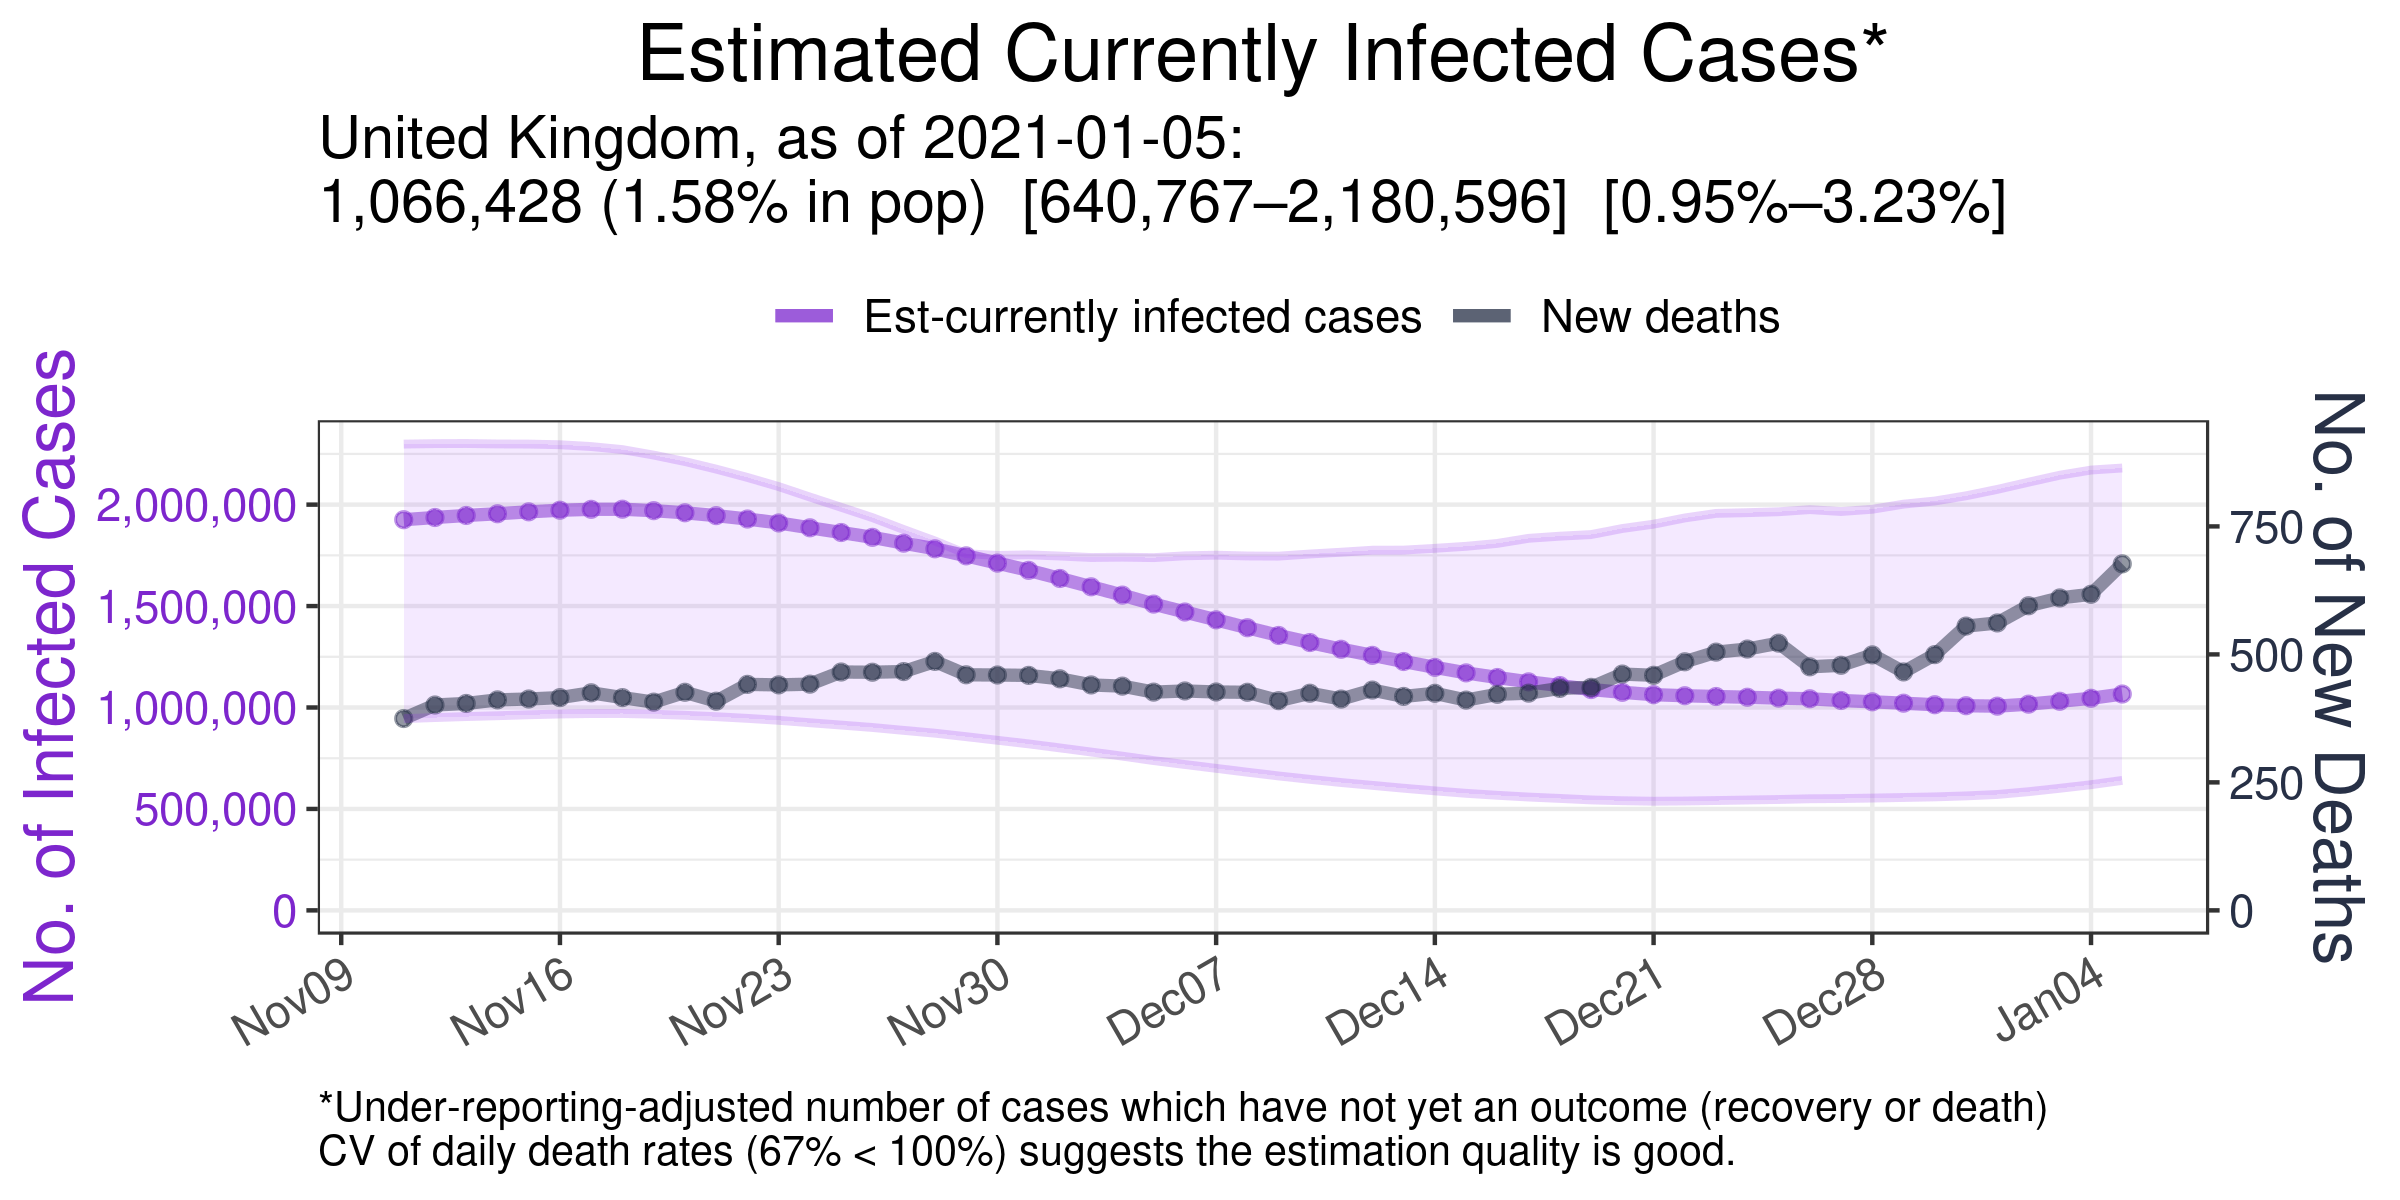 Estimated Currently Infected Cases*
United Kingdom, as of 2021-01-05:
1,066,428 (1.58% in pop)  [640,767–2,180,596]  [0.95%–3.23%]
Est-currently infected cases
New deaths
No. of Infected Cases
2,000,000
1,500,000
1,000,000
500,000
0
No. of New Deaths
750
500
250
0
Nov09
Nov16
Nov23
Nov30
Dec07
Dec14
Dec21
Dec28
Jan04
*Under-reporting-adjusted number of cases which have not yet an outcome (recovery or death)
CV of daily death rates (67% < 100%) suggests the estimation quality is good.